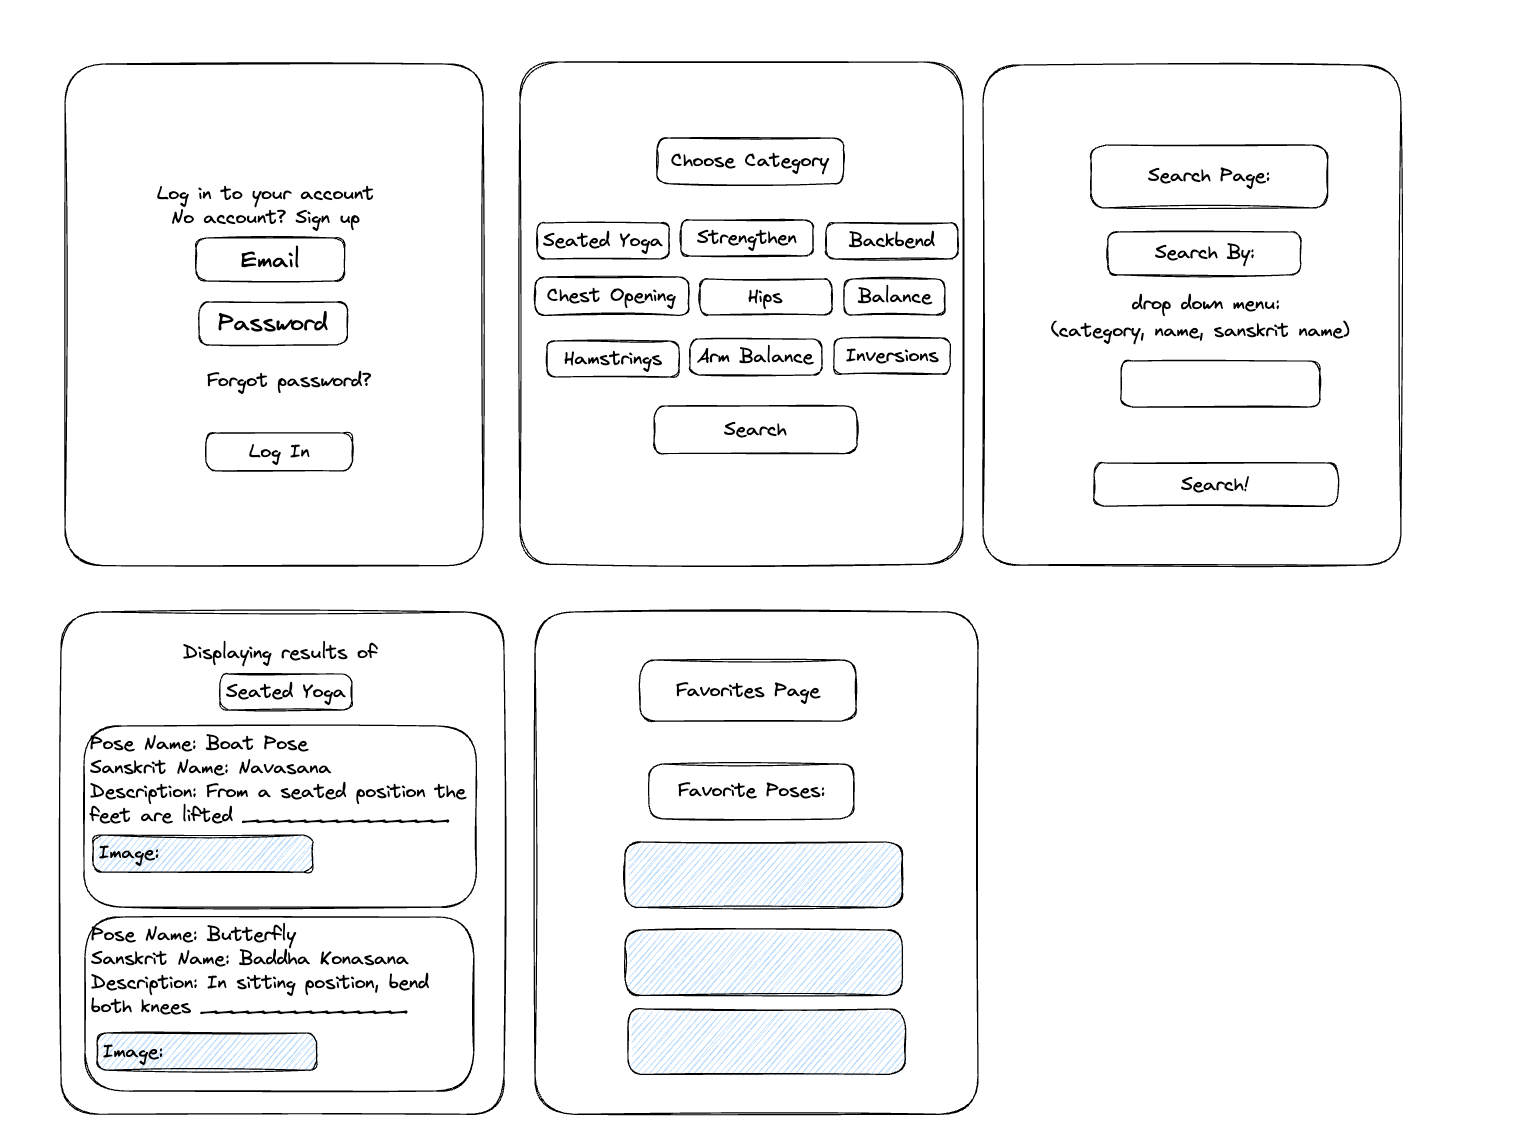 Log in to your account
No account? Sign up
Email
Password
Forgot password?
Log In
Choose Category
Seated Yoga
Strengthen
Backbend
Chest Opening
Hips
Balance
Hamstrings
Arm Balance
Inversions
Search
Search Page:
Search By:
drop down menu:
(category, name, sanskrit name)
Search!
Displaying results of
Seated Yoga
Pose Name: Boat Pose
Sanskrit Name: Navasana
Description: From a seated position the
feet are lifted
Image:
Pose Name: Butterfly
Sanskrit Name: Baddha Konasana
Description: In sitting position, bend
both knees
Image:
Favorites Page
Favorite Poses: